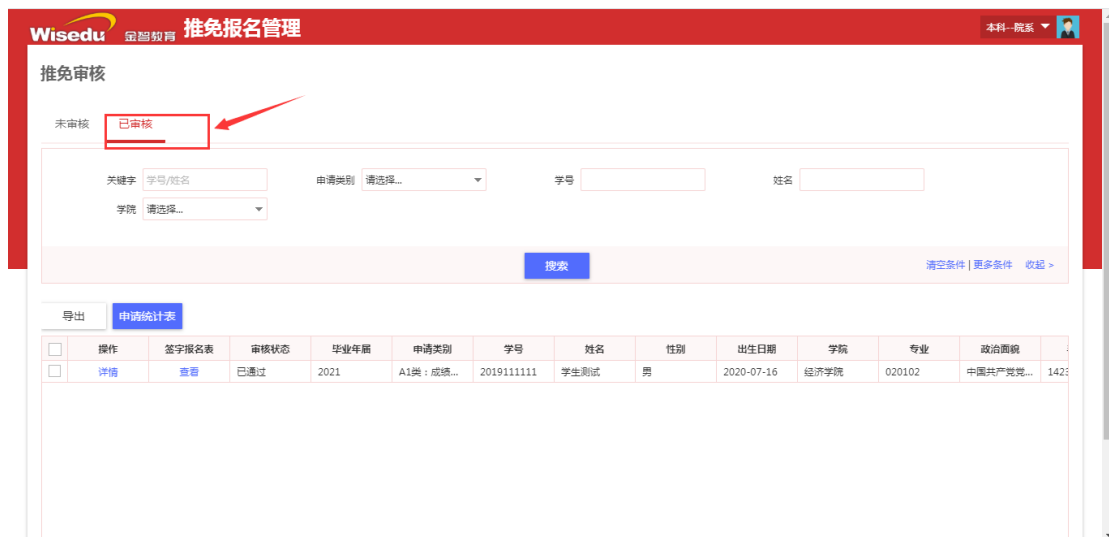 Wisedu 金智教育 推免报名管理 本科--院系
推免审核
未审核 已审核
关键字 学号/姓名 申请类别 请选择... 学号 姓名
学院 请选择...
搜索 清空条件 | 更多条件 收起 >
导出 申请统计表
操作 签字报名表 审核状态 毕业年届 申请类别 学号 姓名 性别 出生日期 学院 专业 政治面貌
详情 查看 已通过 2021 A1类：成绩... 2019111111 学生测试 男 2020-07-16 经济学院 020102 中国共产党党... 1423